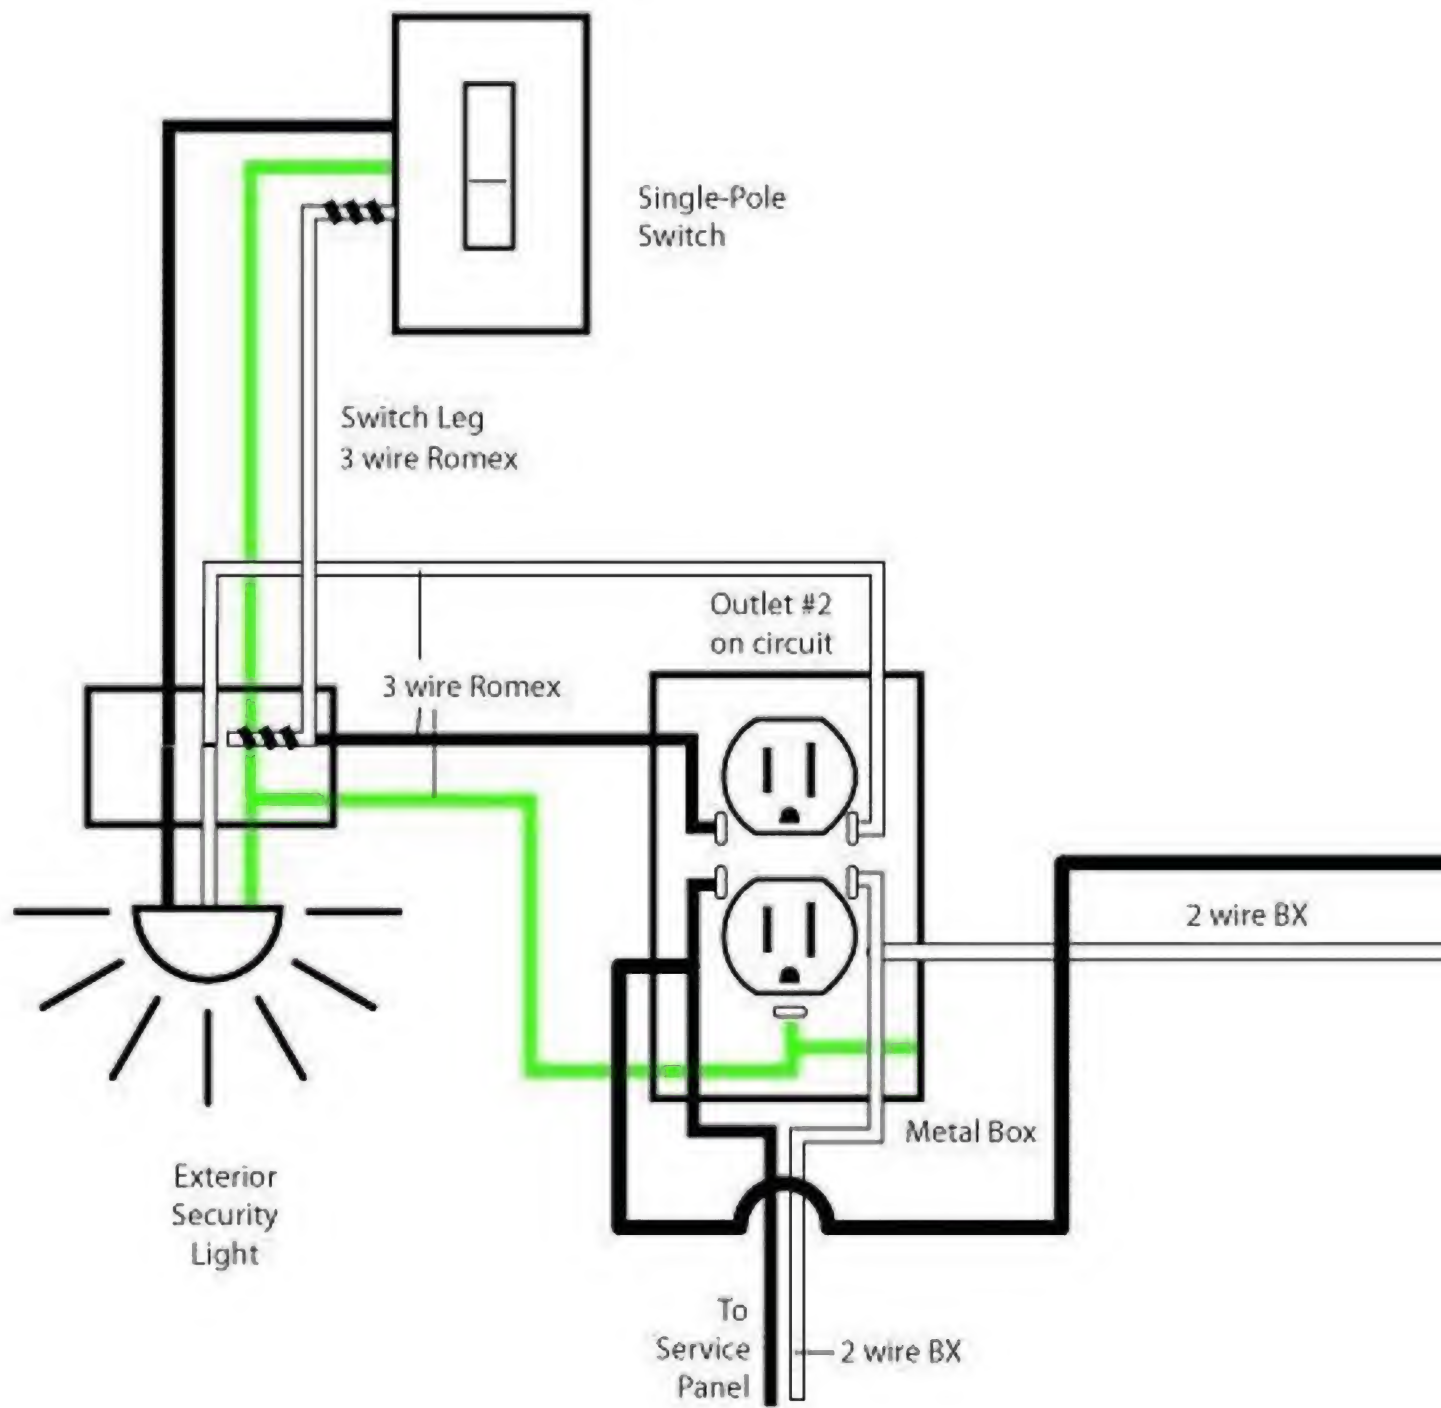 Single-Pole
Switch
Switch Leg
3 wire Romex
Outlet #2
on circuit
3 wire Romex
2 wire BX
Metal Box
Exterior
Security
Light
To
Service
Panel
2 wire BX